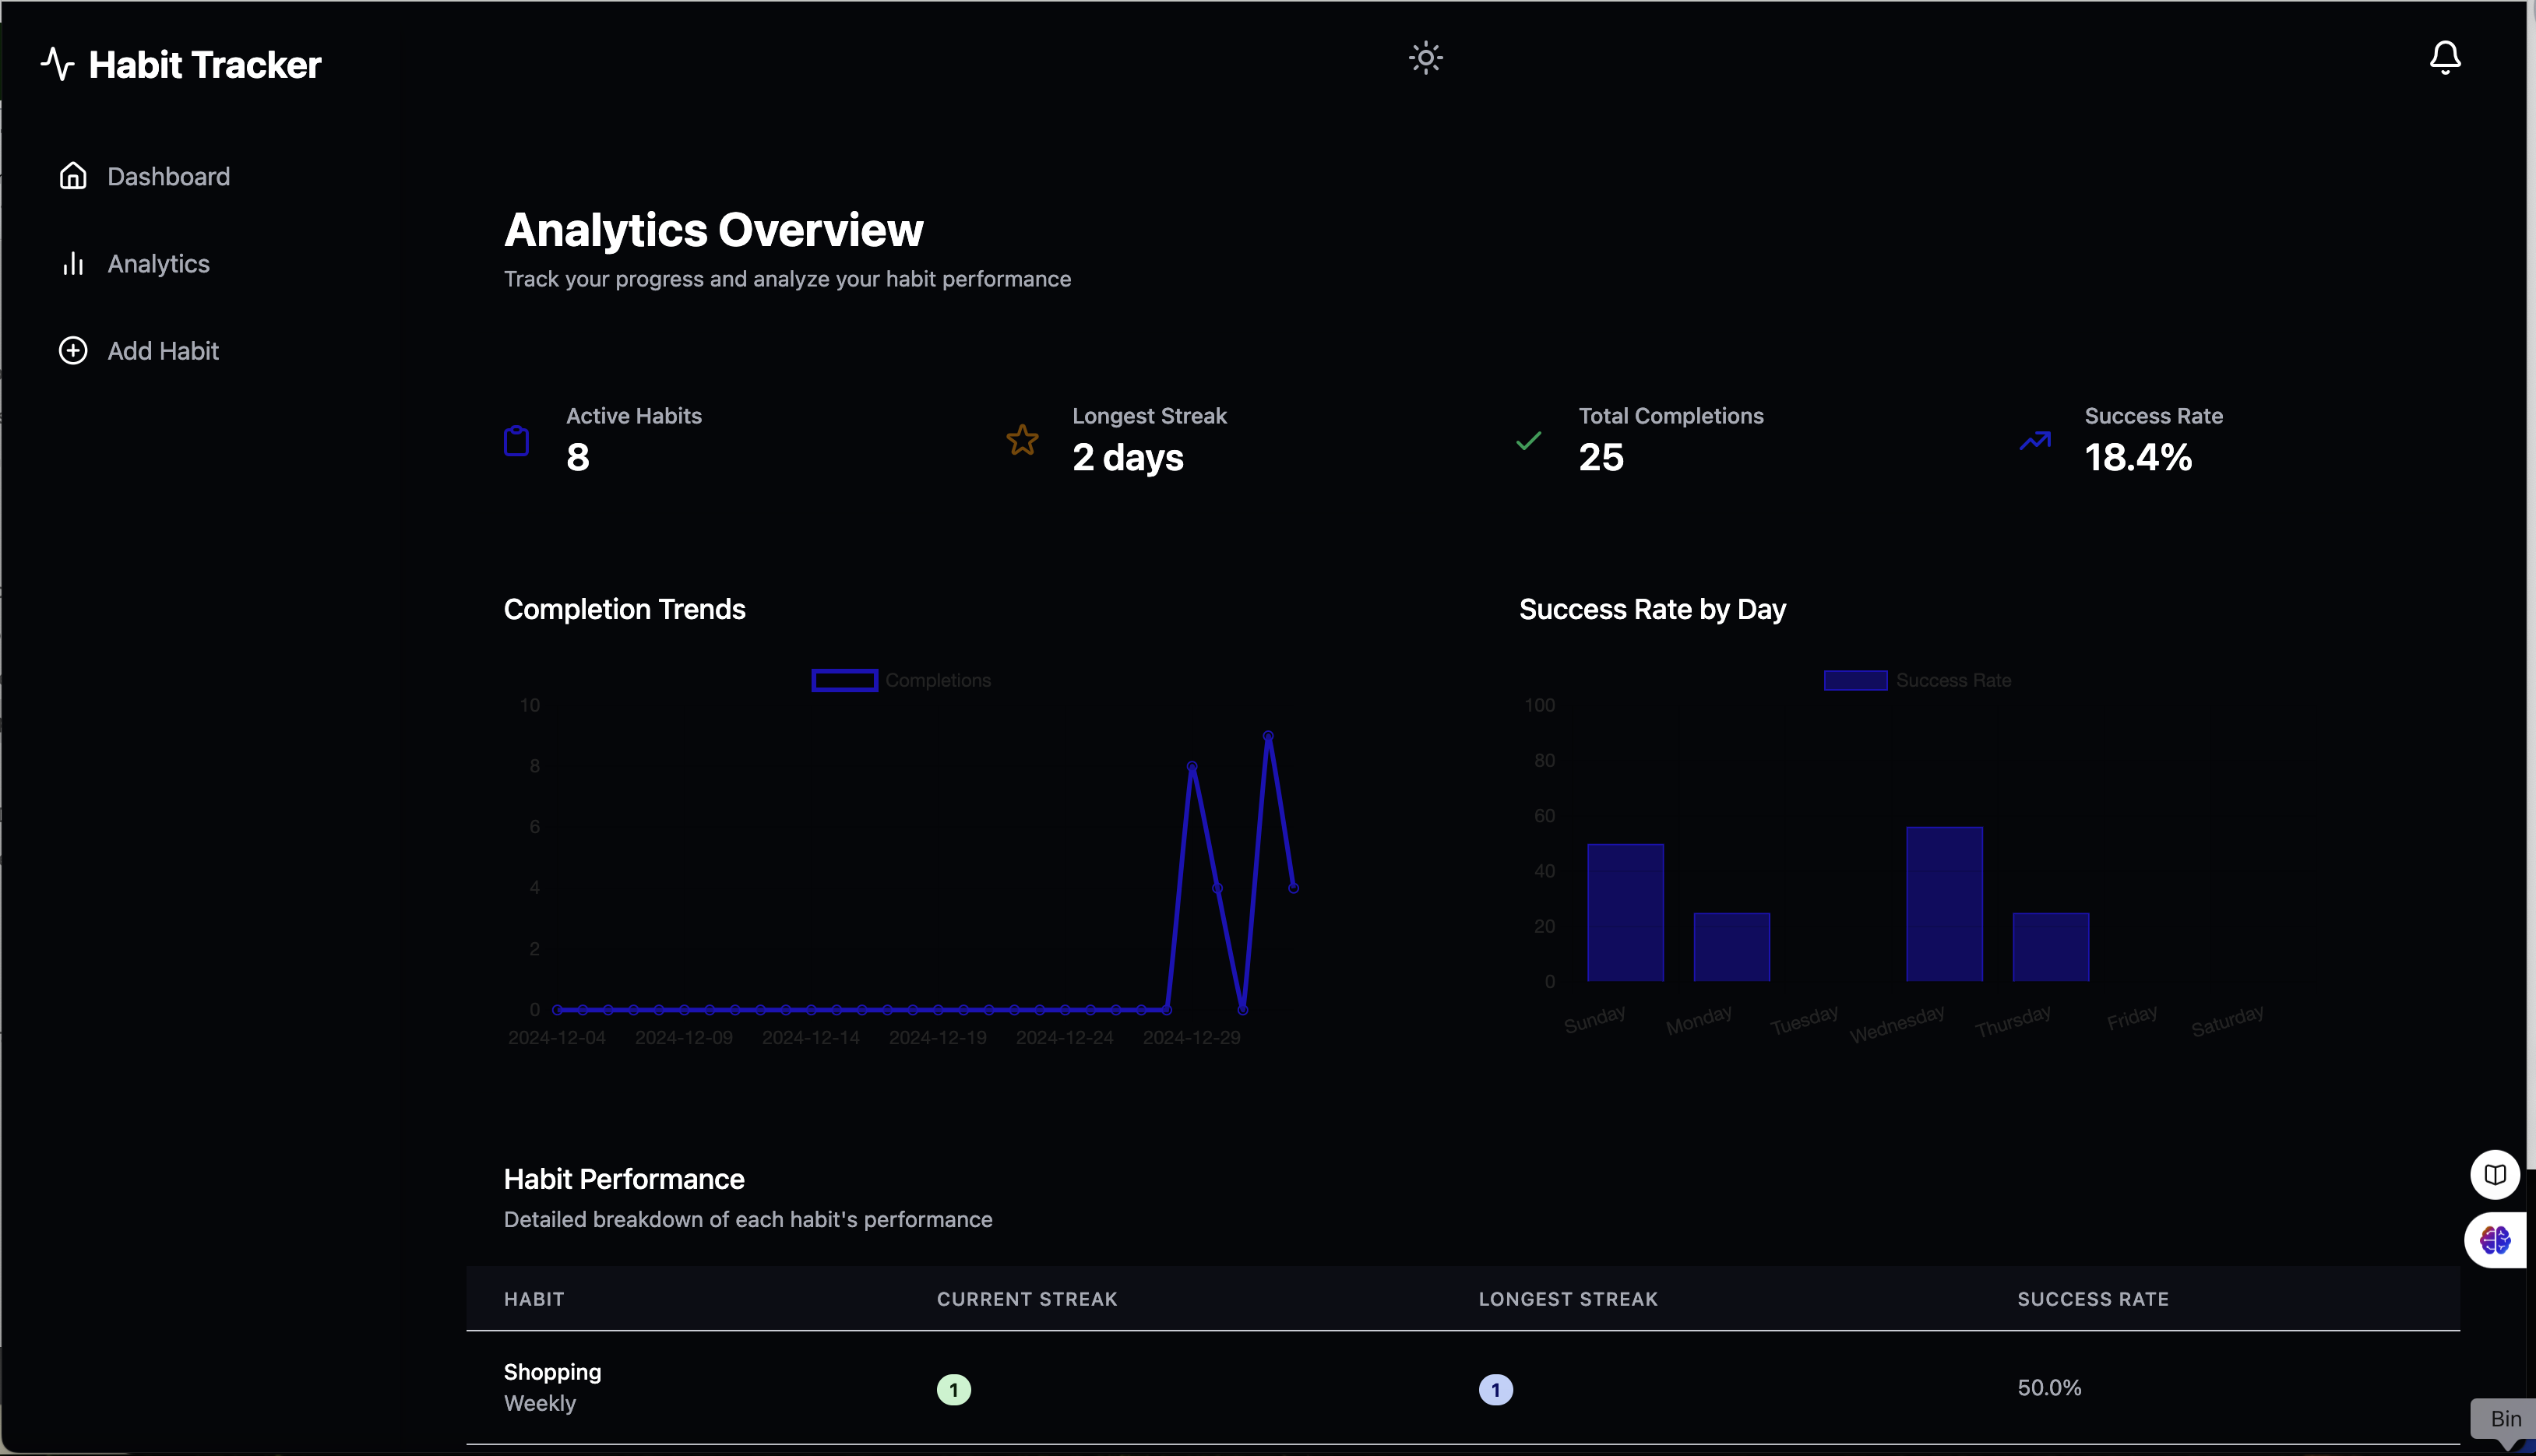 Habit Tracker
Dashboard
Analytics
Add Habit
Analytics Overview
Track your progress and analyze your habit performance
Active Habits
8
Longest Streak
2 days
Total Completions
25
Success Rate
18.4%
Completion Trends
Completions
10
8
6
4
2
0
2024-12-04 2024-12-09 2024-12-14 2024-12-19 2024-12-24 2024-12-29
Success Rate by Day
Success Rate
100
80
60
40
20
0
Sunday Monday Tuesday Wednesday Thursday Friday Saturday
Habit Performance
Detailed breakdown of each habit's performance
HABIT CURRENT STREAK LONGEST STREAK SUCCESS RATE
Shopping
Weekly
1 1 50.0%
Bin